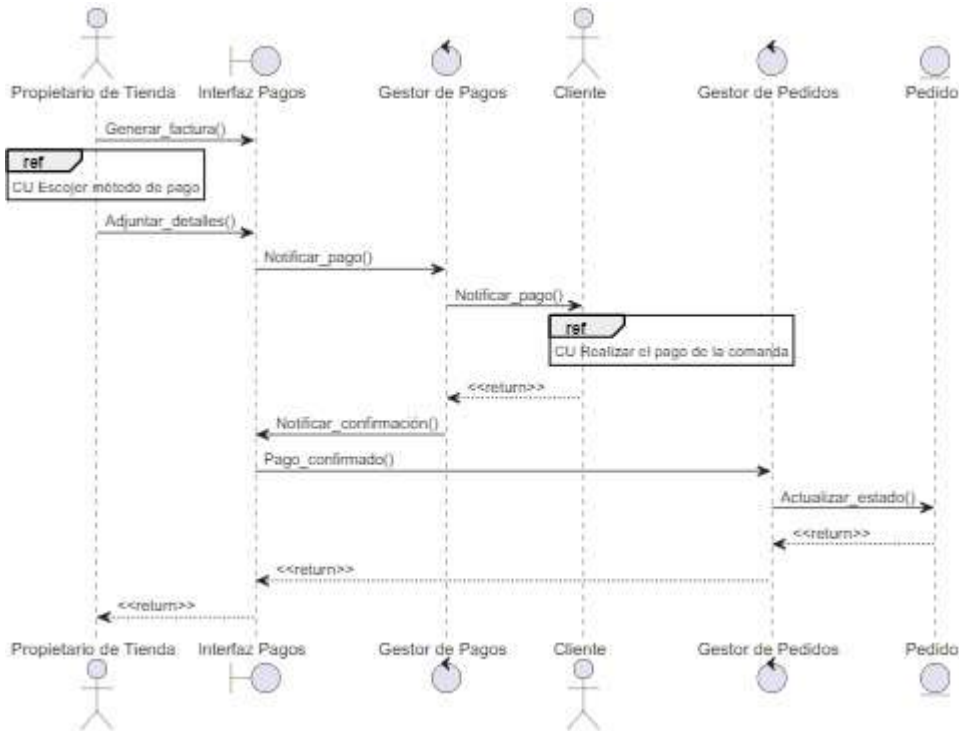 Propietario de Tienda Interfaz Pagos Gestor de Pagos Cliente Gestor de Pedidos Pedido
Generar_factura()
ref
CU Escojer método de pago
Adjuntar_detalles()
Notificar_pago()
Notificar_pago()
ref
CU Realizar el pago de la comanda
<<return>>
Notificar_confirmación()
Pago_confirmado()
Actualizar_estado()
<<return>>
<<return>>
<<return>>
Propietario de Tienda Interfaz Pagos Gestor de Pagos Cliente Gestor de Pedidos Pedido